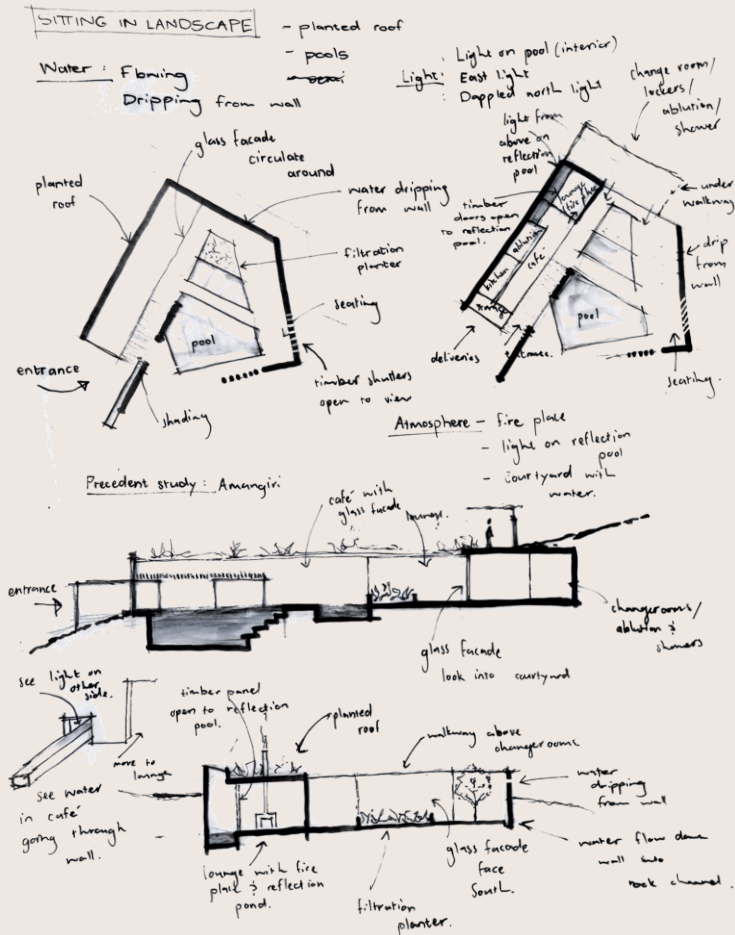 SITTING IN LANDSCAPE
- planted roof
- pools
Water : Flowing
Dripping from wall
Light: : Light on pool (interior)
: East light
: Dappled north light
glass facade
circulate
around
planted
roof
water dripping
from wall
filtration
planter
seating
timber shutters
open to view
pool
entrance
shading
change room/
lockers/
ablution/
shower
light from
above on
reflection
pool
timber
doors open
to reflection
pool.
lounge
fire place
ablution
kitchen
café
storage
under
walkway
drip
from
wall
pool
deliveries
entrance.
seating.
Atmosphere - fire place
- light on reflection
pool
- courtyard with
water.
Precedent study : Amangiri
café with
glass facade
lounge.
entrance
changerooms/
ablution &
showers
glass facade
look into courtyard
see light on
other
side.
move to
lounge
see water
in café
going through
wall.
timber panel
open to reflection
pool.
planted
roof
walkway above
changerooms
water
dripping
from wall
water flow down
wall into
rock channel.
lounge with fire
place & reflection
pond.
filtration
planter.
glass facade
face
South.